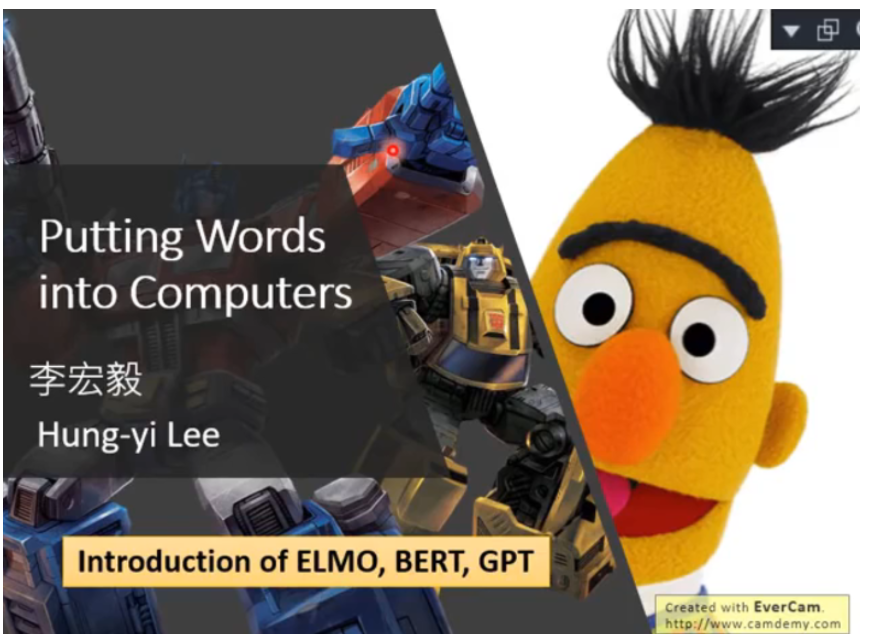 Putting Words
into Computers
李宏毅
Hung-yi Lee
Introduction of ELMO, BERT, GPT
Created with EverCam.
http://www.camdemy.com